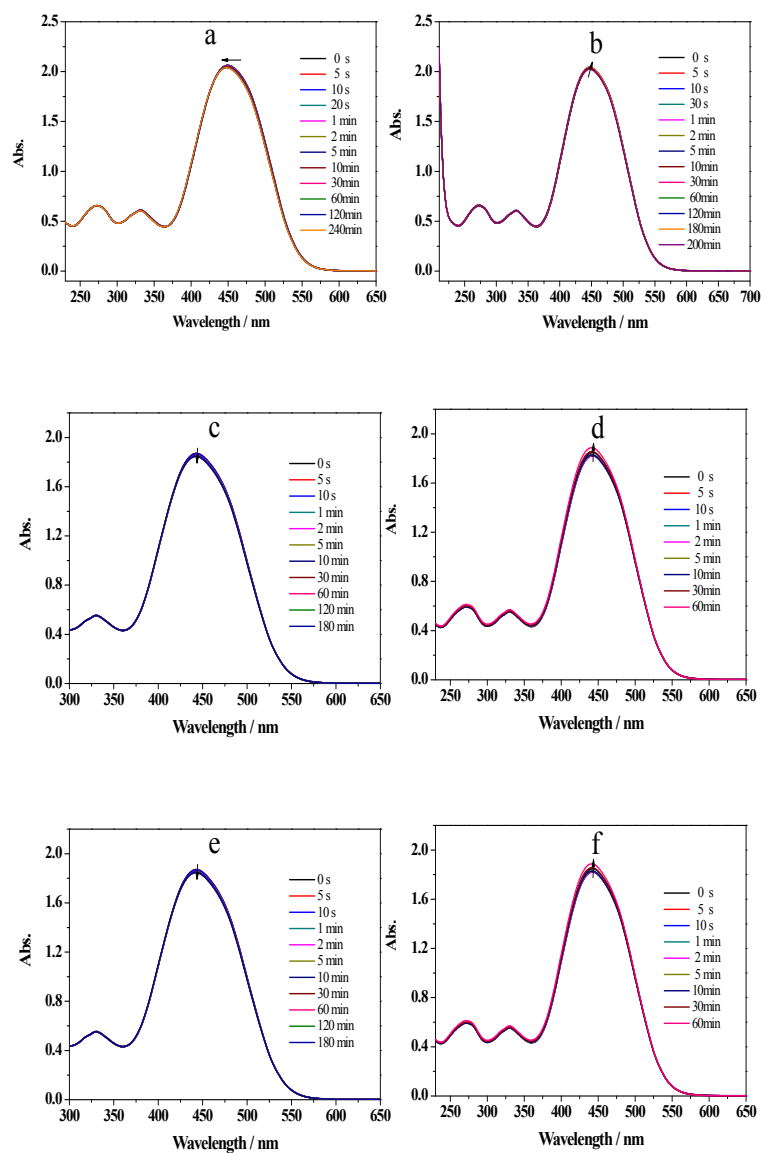 a
2.5
2.0
1.5
1.0
0.5
0.0
Abs.
250 300 350 400 450 500 550 600 650
Wavelength / nm
0 s
5 s
10 s
20 s
1 min
2 min
5 min
10min
30min
60min
120min
240min
b
2.5
2.0
1.5
1.0
0.5
0.0
Abs.
250 300 350 400 450 500 550 600 650 700
Wavelength / nm
0 s
5 s
10 s
30 s
1 min
2 min
5 min
10min
30min
60min
120min
180min
200min
c
2.0
1.6
1.2
0.8
0.4
0.0
Abs.
300 350 400 450 500 550 600 650
Wavelength / nm
0 s
5 s
10 s
1 min
2 min
5 min
10 min
30 min
60 min
120 min
180 min
d
2.0
1.6
1.2
0.8
0.4
0.0
Abs.
250 300 350 400 450 500 550 600 650
Wavelength / nm
0 s
5 s
10 s
1 min
2 min
5 min
10min
30min
60min
e
2.0
1.6
1.2
0.8
0.4
0.0
Abs.
300 350 400 450 500 550 600 650
Wavelength / nm
0 s
5 s
10 s
1 min
2 min
5 min
10 min
30 min
60 min
120 min
180 min
f
2.0
1.6
1.2
0.8
0.4
0.0
Abs.
250 300 350 400 450 500 550 600 650
Wavelength / nm
0 s
5 s
10 s
1 min
2 min
5 min
10min
30min
60min